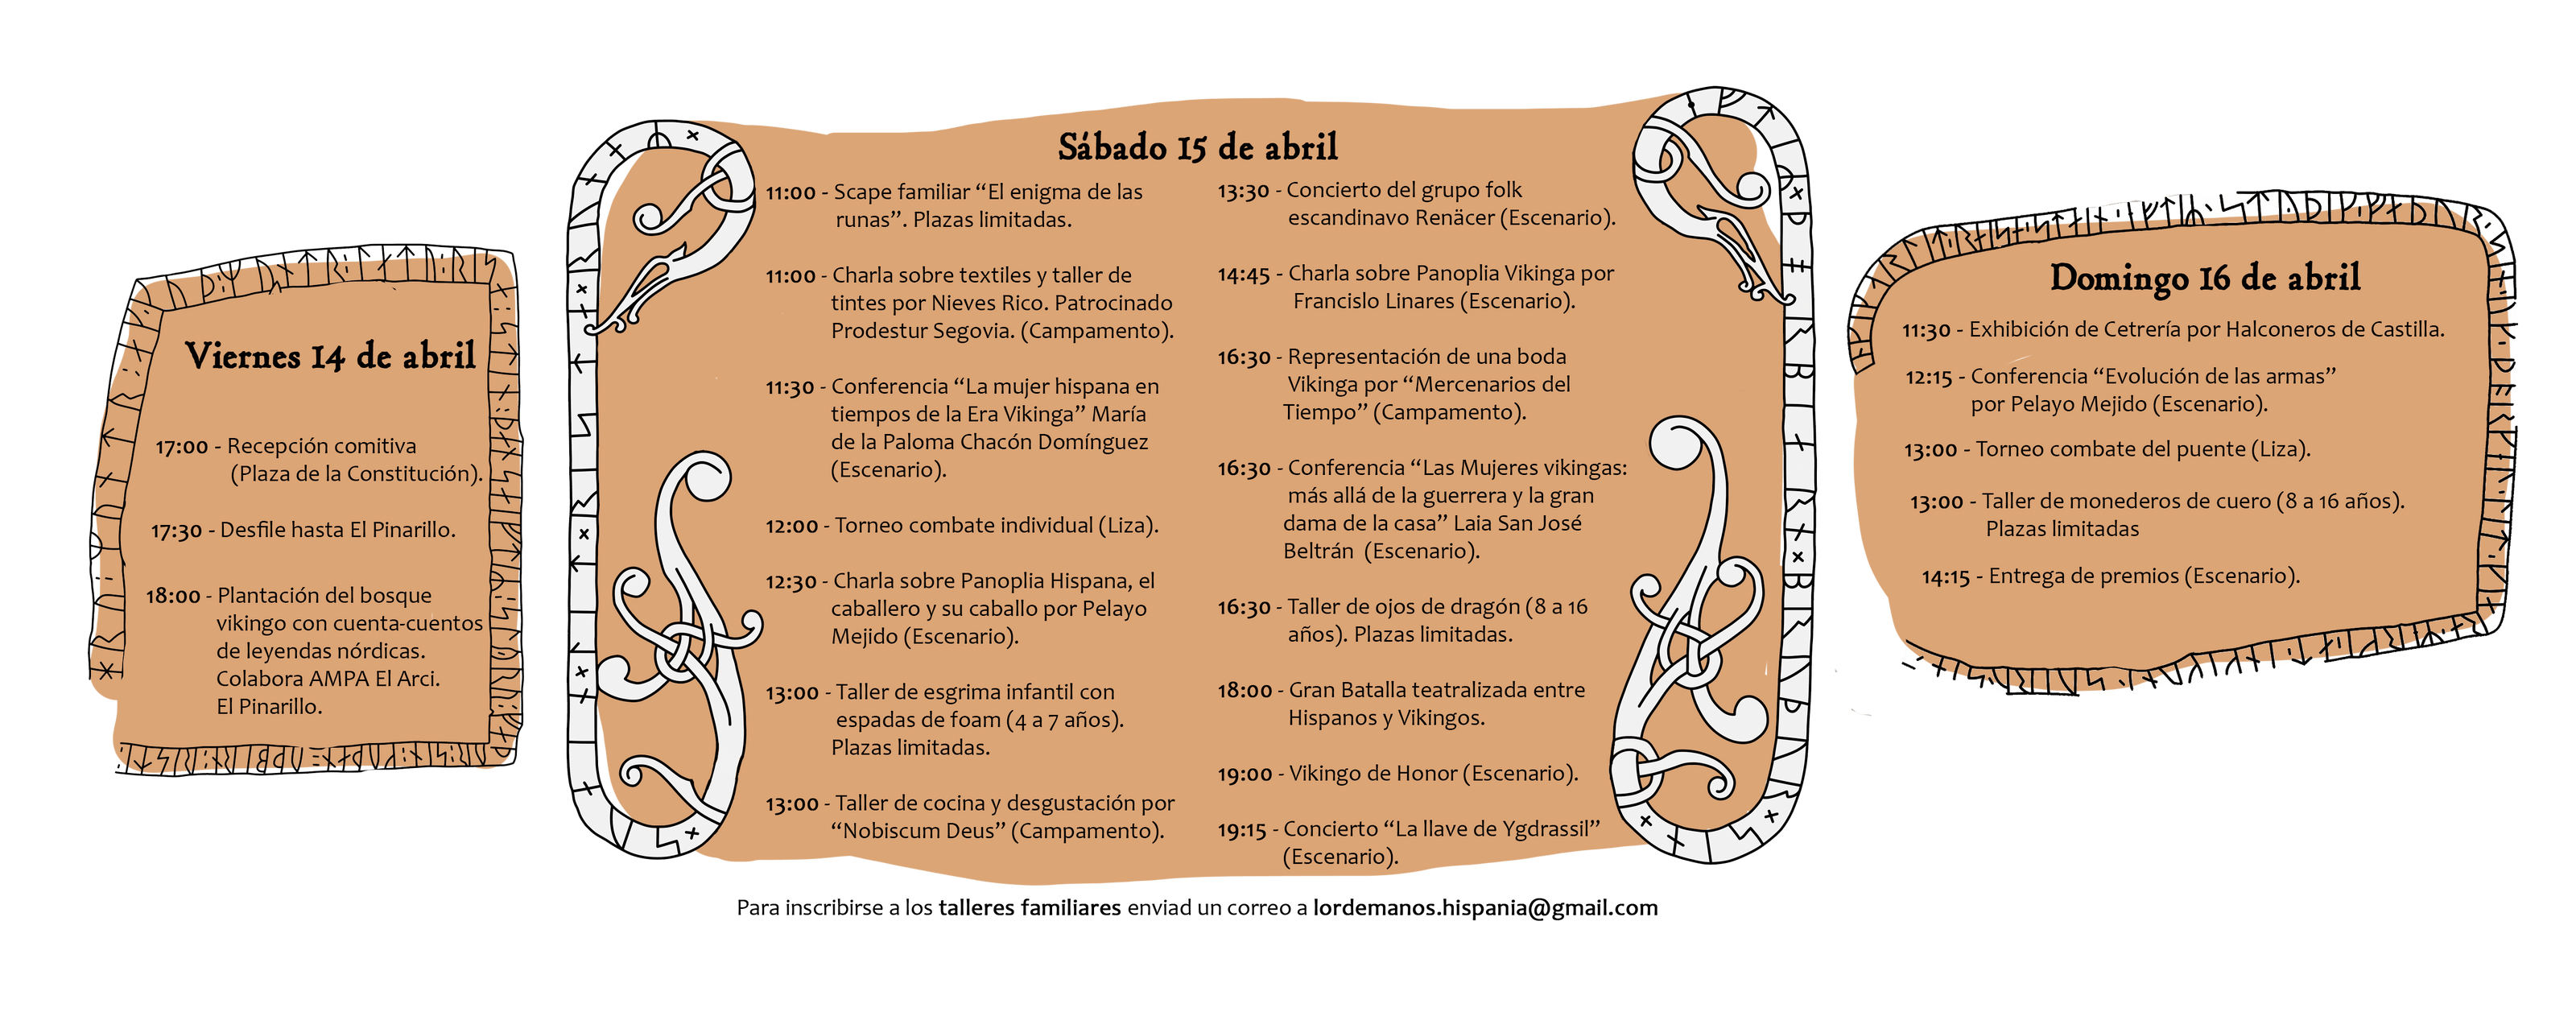 Viernes 14 de abril
17:00 - Recepción comitiva
(Plaza de la Constitución).
17:30 - Desfile hasta El Pinarillo.
18:00 - Plantación del bosque
vikingo con cuenta-cuentos
de leyendas nórdicas.
Colabora AMPA El Arci.
El Pinarillo.
Sábado 15 de abril
11:00 - Scape familiar “El enigma de las
runas”. Plazas limitadas.
11:00 - Charla sobre textiles y taller de
tintes por Nieves Rico. Patrocinado
Prodestur Segovia. (Campamento).
11:30 - Conferencia “La mujer hispana en
tiempos de la Era Vikinga” María
de la Paloma Chacón Domínguez
(Escenario).
12:00 - Torneo combate individual (Liza).
12:30 - Charla sobre Panoplia Hispana, el
caballero y su caballo por Pelayo
Mejido (Escenario).
13:00 - Taller de esgrima infantil con
espadas de foam (4 a 7 años).
Plazas limitadas.
13:00 - Taller de cocina y desgustación por
“Nobiscum Deus” (Campamento).
13:30 - Concierto del grupo folk
escandinavo Renäcer (Escenario).
14:45 - Charla sobre Panoplia Vikinga por
Francislo Linares (Escenario).
16:30 - Representación de una boda
Vikinga por “Mercenarios del
Tiempo” (Campamento).
16:30 - Conferencia “Las Mujeres vikingas:
más allá de la guerrera y la gran
dama de la casa” Laia San José
Beltrán (Escenario).
16:30 - Taller de ojos de dragón (8 a 16
años). Plazas limitadas.
18:00 - Gran Batalla teatralizada entre
Hispanos y Vikingos.
19:00 - Vikingo de Honor (Escenario).
19:15 - Concierto “La llave de Ygdrassil”
(Escenario).
Domingo 16 de abril
11:30 - Exhibición de Cetrería por Halconeros de Castilla.
12:15 - Conferencia “Evolución de las armas”
por Pelayo Mejido (Escenario).
13:00 - Torneo combate del puente (Liza).
13:00 - Taller de monederos de cuero (8 a 16 años).
Plazas limitadas
14:15 - Entrega de premios (Escenario).
Para inscribirse a los talleres familiares enviad un correo a lordemanos.hispania@gmail.com